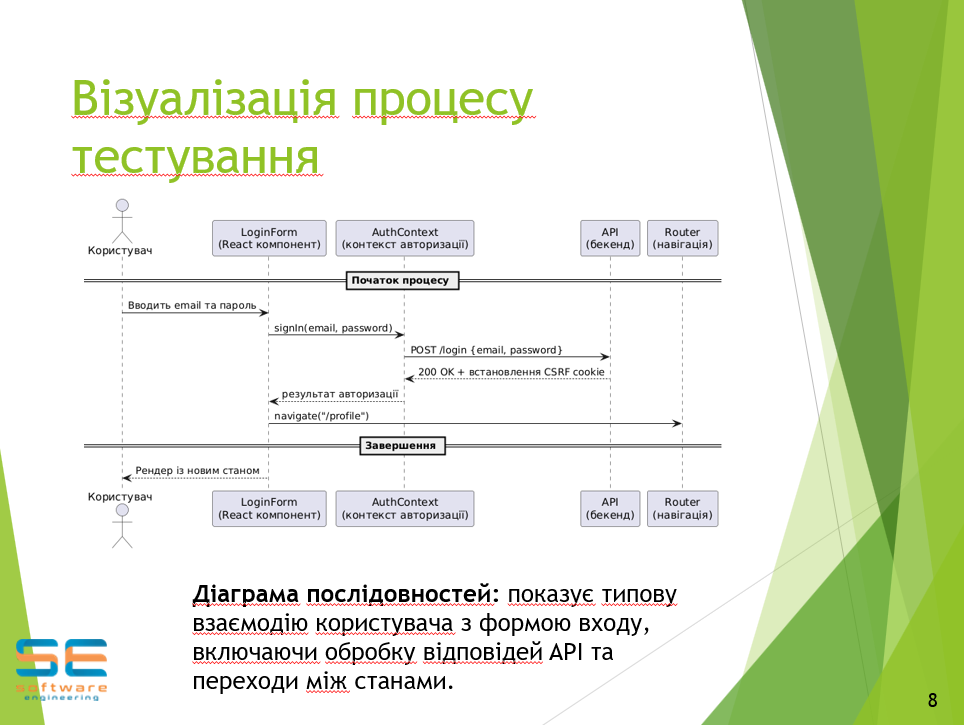 Візуалізація процесу
тестування
Користувач
LoginForm
(React компонент)
AuthContext
(контекст авторизації)
API
(бекенд)
Router
(навігація)
Початок процесу
Вводить email та пароль
signIn(email, password)
POST /login {email, password}
200 OK + встановлення CSRF cookie
результат авторизації
navigate("/profile")
Завершення
Рендер із новим станом
Користувач
LoginForm
(React компонент)
AuthContext
(контекст авторизації)
API
(бекенд)
Router
(навігація)
Діаграма послідовностей: показує типову
взаємодію користувача з формою входу,
включаючи обробку відповідей API та
переходи між станами.
SE
software
engineering
8